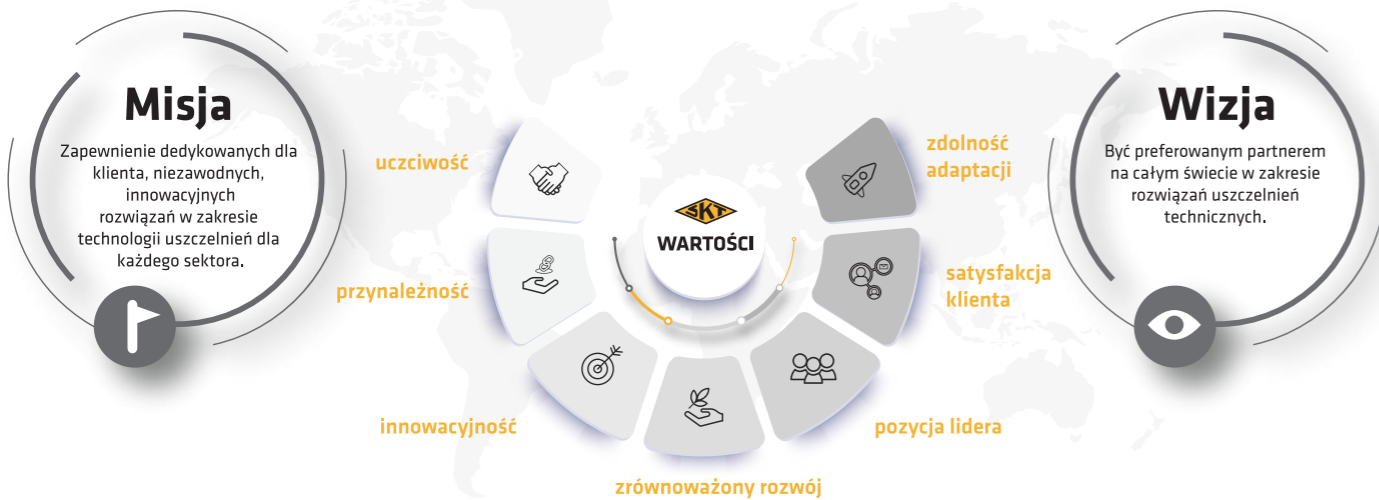 Misja
Zapewnienie dedykowanych dla
klienta, niezawodnych,
innowacyjnych
rozwiązań w zakresie
technologii uszczelnień dla
każdego sektora.
uczciwość
przynależność
innowacyjność
zrównoważony rozwój
pozycja lidera
satysfakcja
klienta
zdolność
adaptacji
SKT
WARTOŚCI
Wizja
Być preferowanym partnerem
na całym świecie w zakresie
rozwiązań uszczelnień
technicznych.